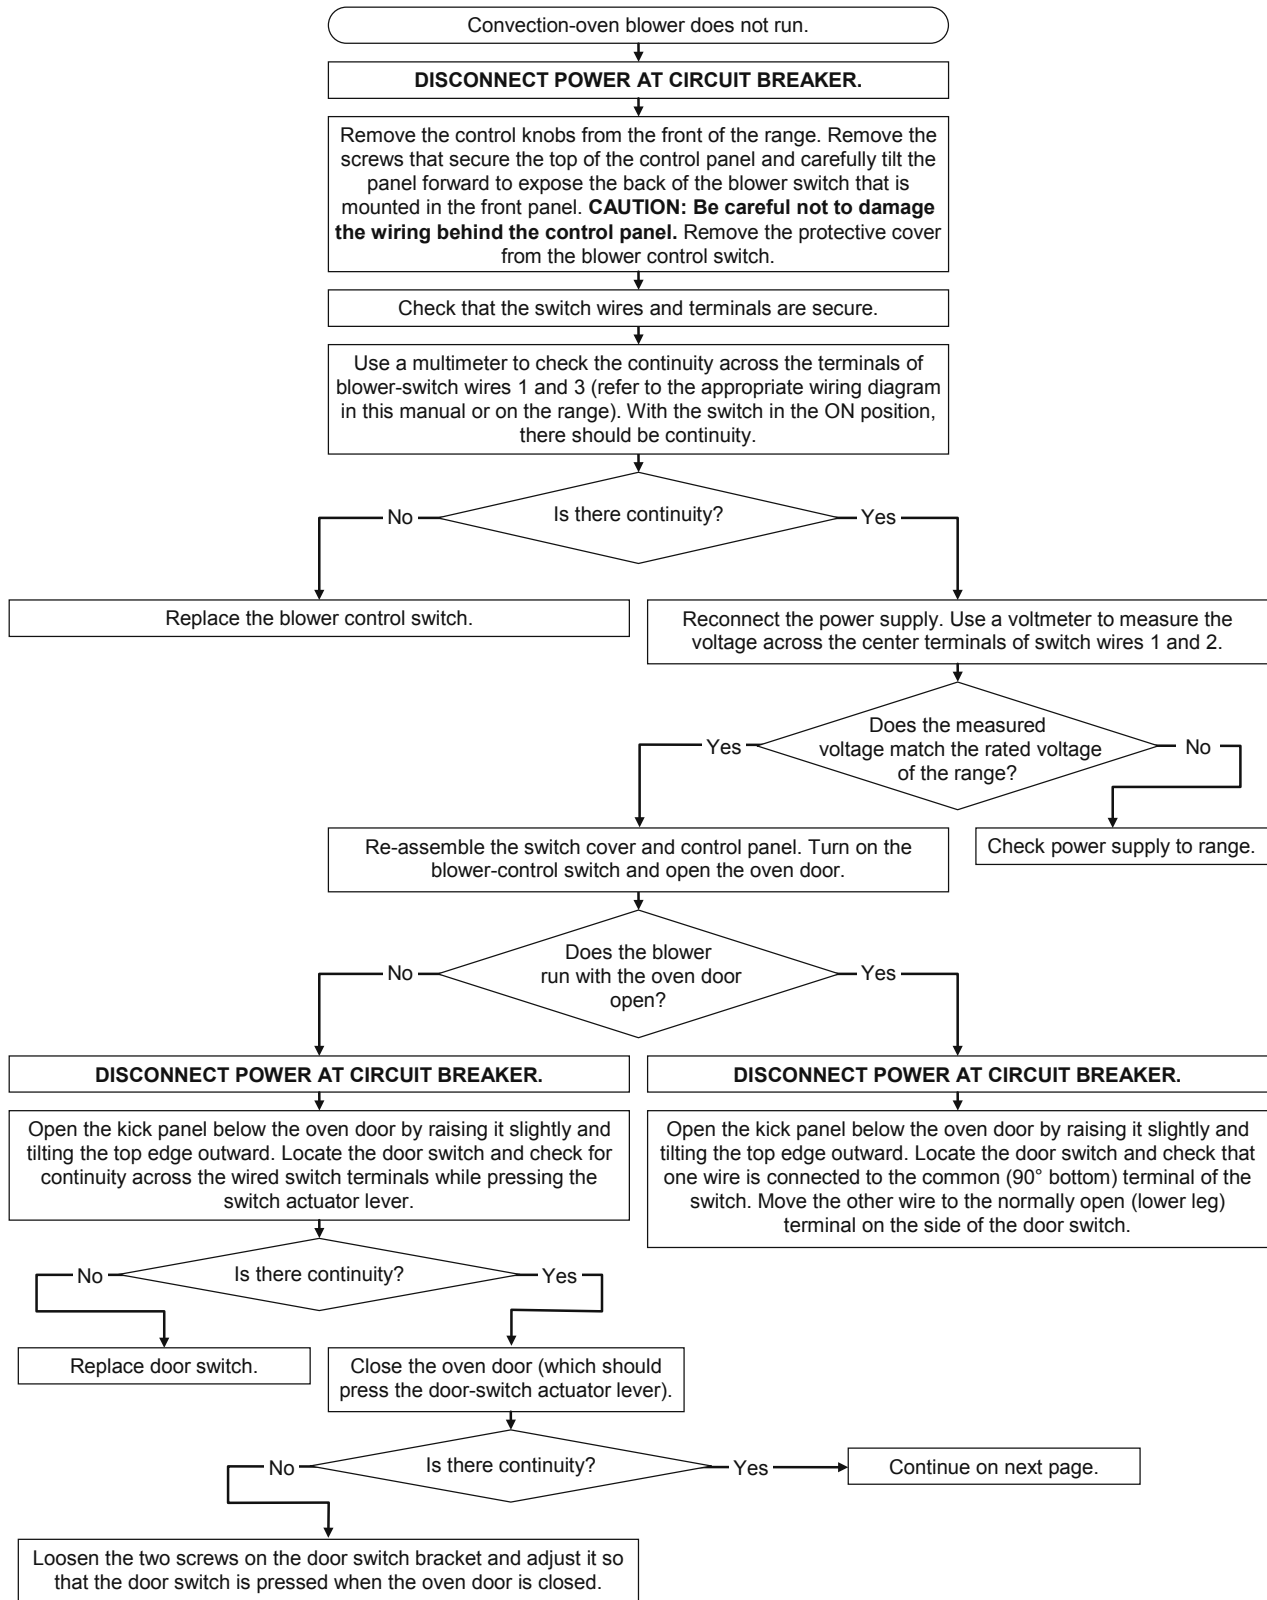 Convection-oven blower does not run.
DISCONNECT POWER AT CIRCUIT BREAKER.
Remove the control knobs from the front of the range. Remove the
screws that secure the top of the control panel and carefully tilt the
panel forward to expose the back of the blower switch that is
mounted in the front panel. CAUTION: Be careful not to damage
the wiring behind the control panel. Remove the protective cover
from the blower control switch.
Check that the switch wires and terminals are secure.
Use a multimeter to check the continuity across the terminals of
blower-switch wires 1 and 3 (refer to the appropriate wiring diagram
in this manual or on the range). With the switch in the ON position,
there should be continuity.
Is there continuity?
No
Yes
Replace the blower control switch.
Reconnect the power supply. Use a voltmeter to measure the
voltage across the center terminals of switch wires 1 and 2.
Does the measured
voltage match the rated voltage
of the range?
Yes
No
Re-assemble the switch cover and control panel. Turn on the
blower-control switch and open the oven door.
Check power supply to range.
Does the blower
run with the oven door
open?
No
Yes
DISCONNECT POWER AT CIRCUIT BREAKER.
Open the kick panel below the oven door by raising it slightly and
tilting the top edge outward. Locate the door switch and check for
continuity across the wired switch terminals while pressing the
switch actuator lever.
DISCONNECT POWER AT CIRCUIT BREAKER.
Open the kick panel below the oven door by raising it slightly and
tilting the top edge outward. Locate the door switch and check that
one wire is connected to the common (90° bottom) terminal of the
switch. Move the other wire to the normally open (lower leg)
terminal on the side of the door switch.
Is there continuity?
No
Yes
Replace door switch.
Close the oven door (which should
press the door-switch actuator lever).
Is there continuity?
No
Yes
Continue on next page.
Loosen the two screws on the door switch bracket and adjust it so
that the door switch is pressed when the oven door is closed.